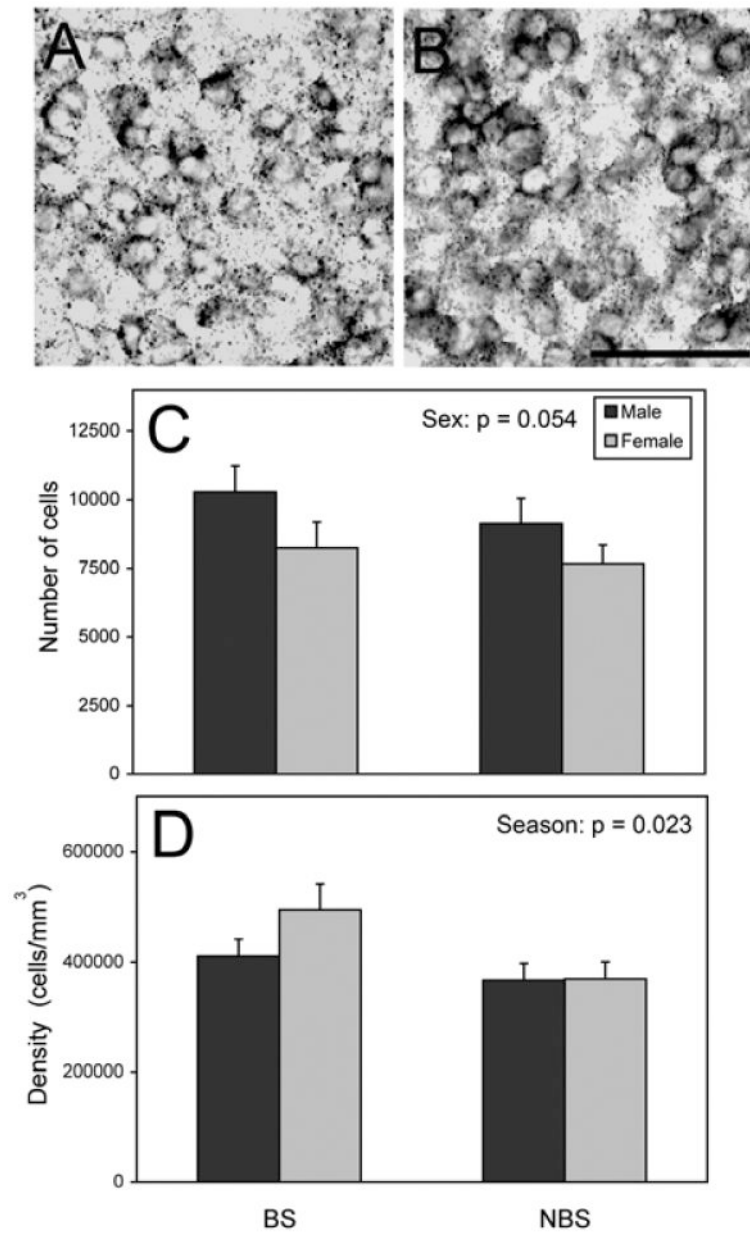 A
B
C
Sex: p = 0.054
Male
Female
12500
10000
7500
5000
2500
0
Number of cells
D
Season: p = 0.023
600000
400000
200000
0
Density (cells/mm³)
BS
NBS